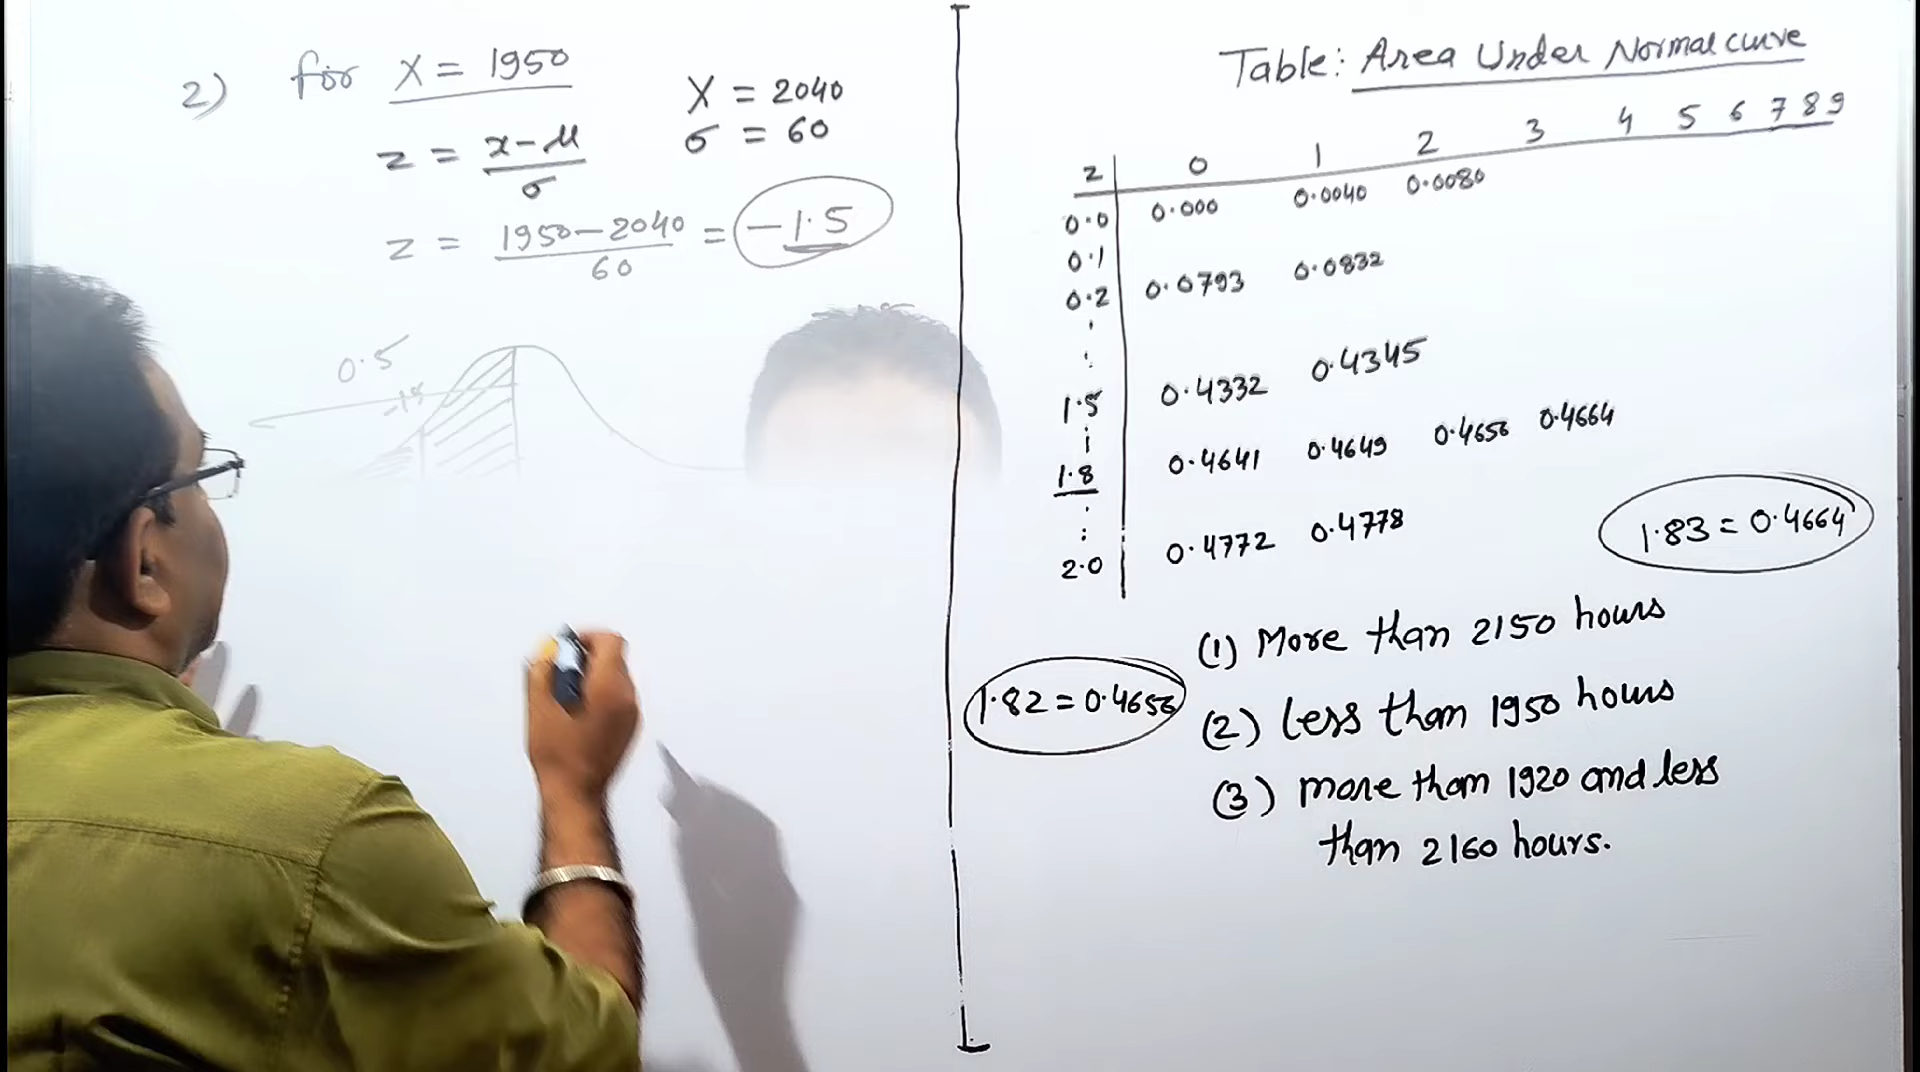 2) for X = 1950
X = 2040
σ = 60
z = x-μ / σ
z = 1950-2040 / 60 = -1.5
0.5
-1.5
Table: Area Under Normal curve
z 0 1 2 3 4 5 6 7 8 9
0.0 0.000 0.0040 0.0080
0.1
0.2 0.0793 0.0832
1.5 0.4332 0.4345
1.8 0.4641 0.4649 0.4656 0.4664
2.0 0.4772 0.4778
1.83 = 0.4664
1.82 = 0.4656
(1) More than 2150 hours
(2) less than 1950 hours
(3) more than 1920 and less
than 2160 hours.